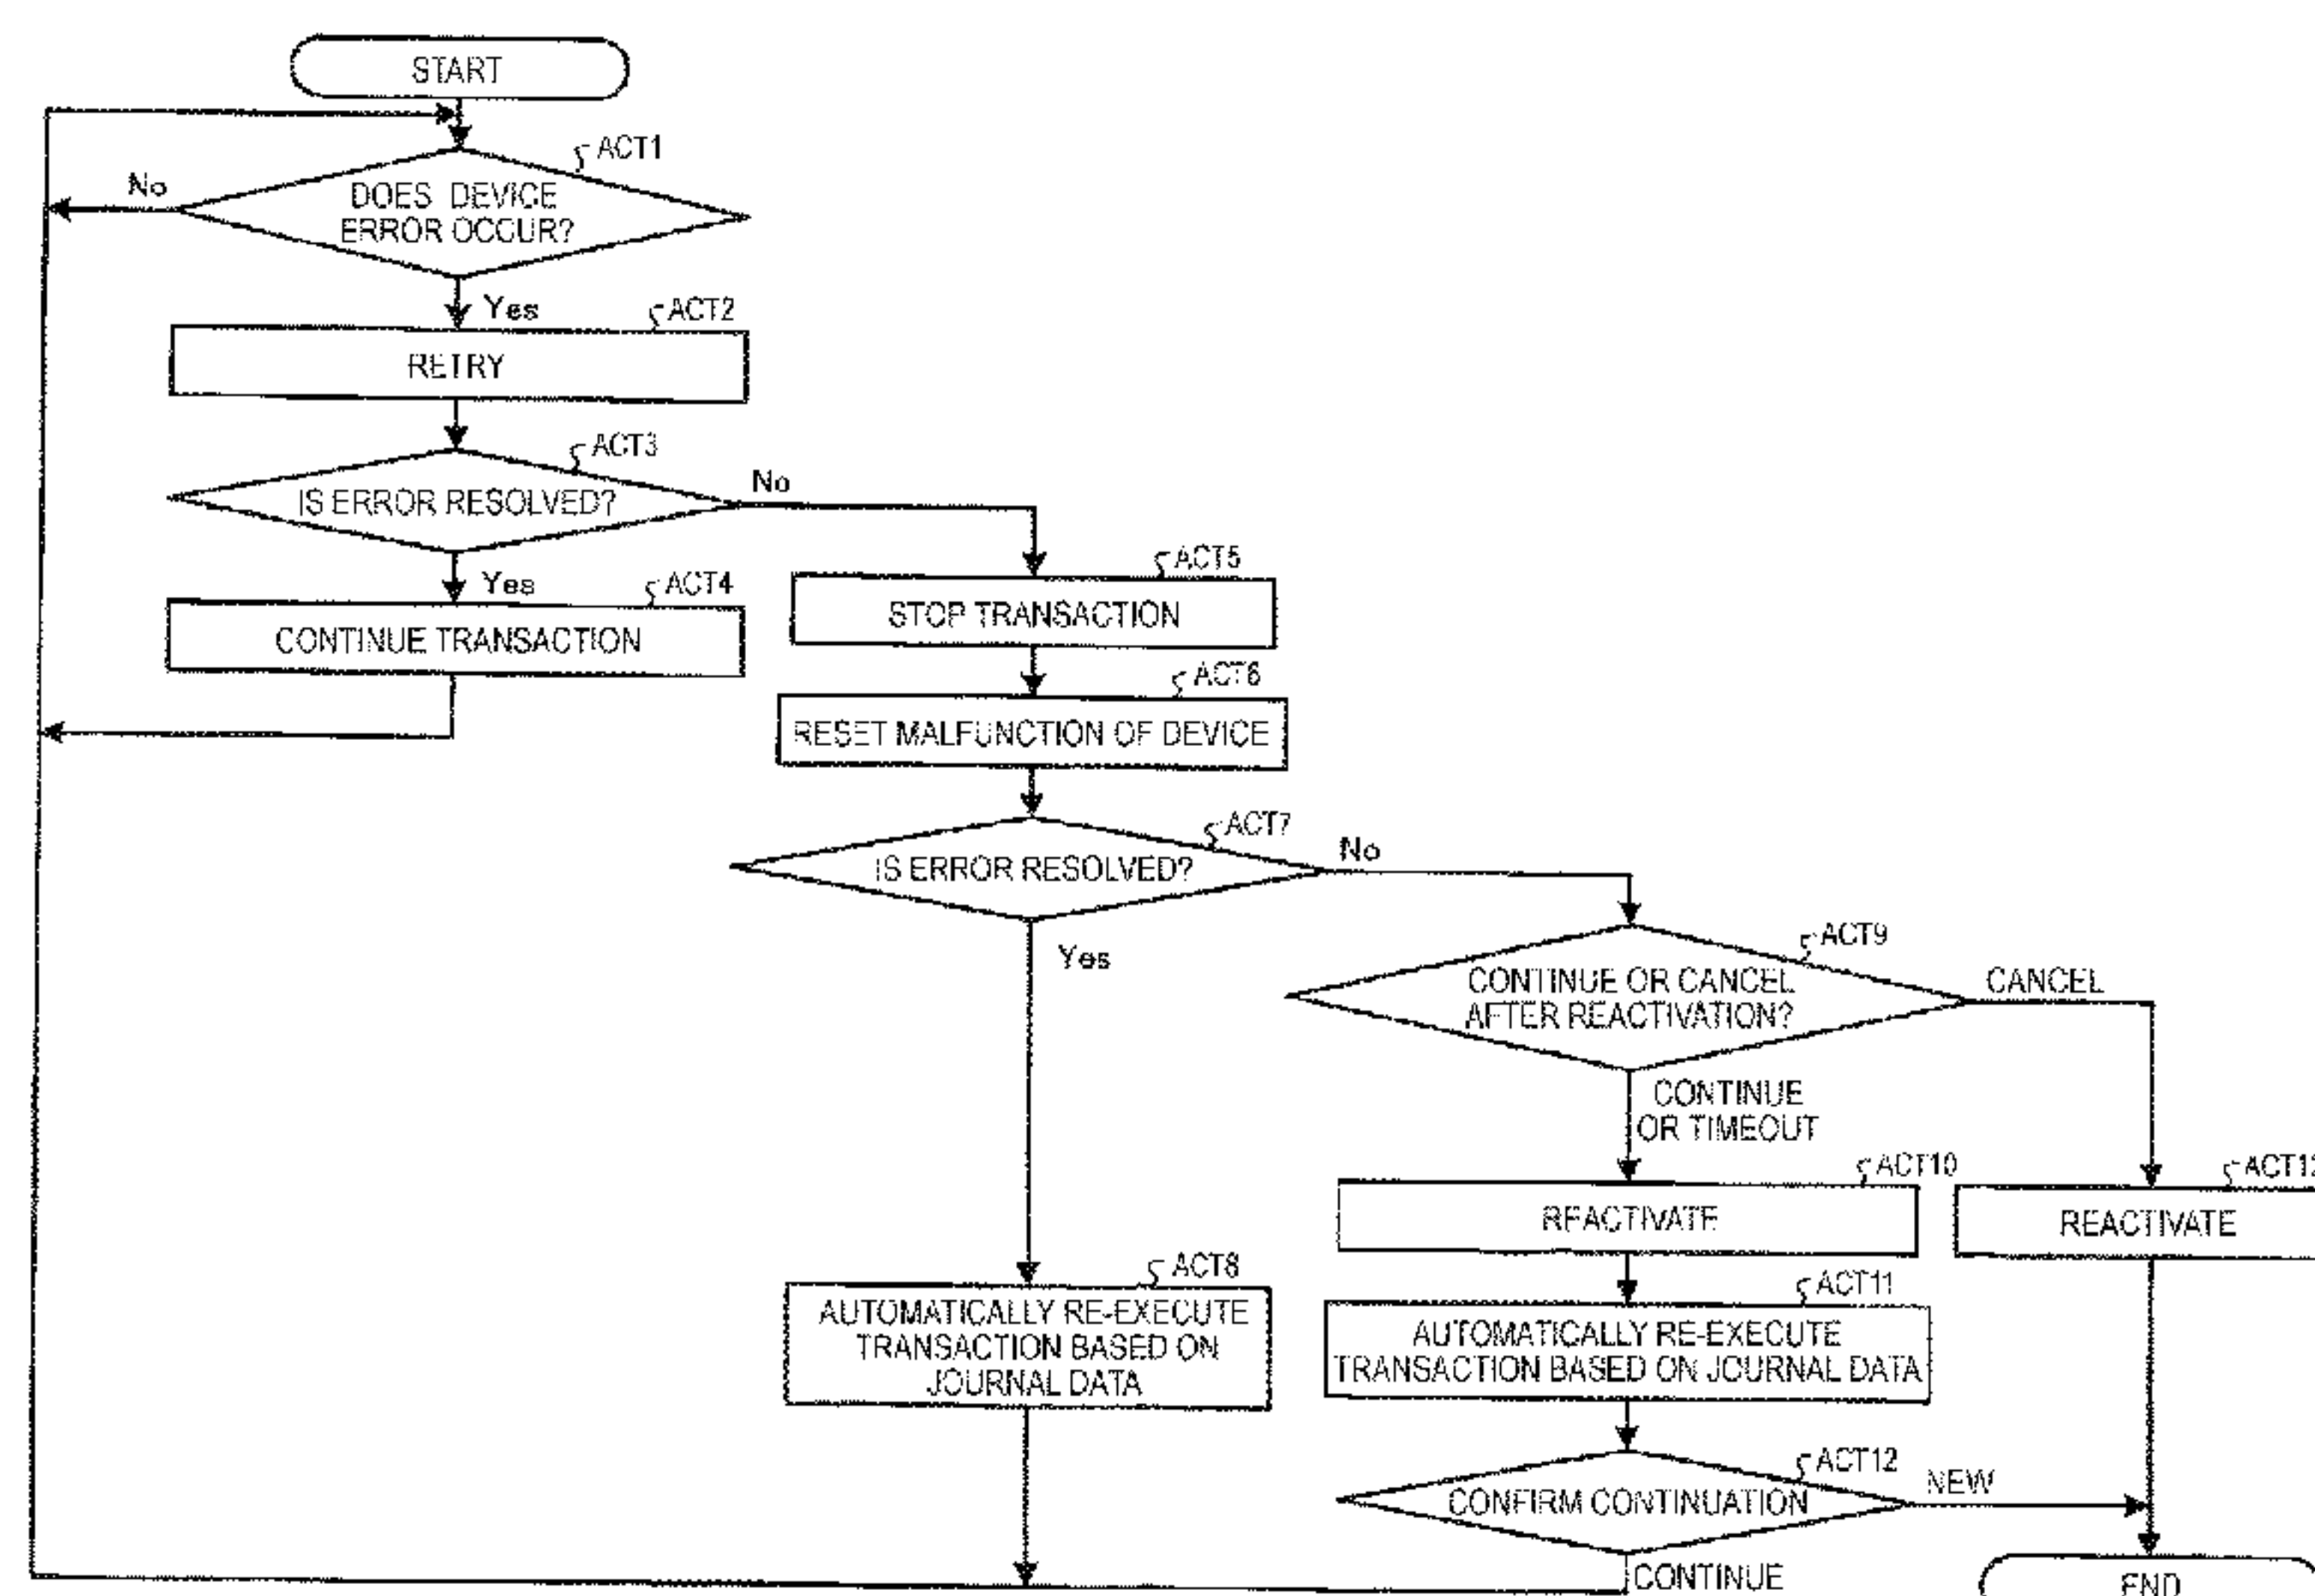 START
ACT1
No
DOES DEVICE
ERROR OCCUR?
Yes
ACT2
RETRY
ACT3
IS ERROR RESOLVED?
No
Yes
ACT4
CONTINUE TRANSACTION
ACT5
STOP TRANSACTION
ACT6
RESET MALFUNCTION OF DEVICE
ACT7
IS ERROR RESOLVED?
No
Yes
ACT9
CONTINUE OR CANCEL
AFTER REACTIVATION?
CANCEL
CONTINUE
OR TIMEOUT
ACT10
REACTIVATE
REACTIVATE
ACT8
AUTOMATICALLY RE-EXECUTE
TRANSACTION BASED ON
JOURNAL DATA
ACT11
AUTOMATICALLY RE-EXECUTE
TRANSACTION BASED ON JOURNAL DATA
ACT12
CONFIRM CONTINUATION
NEW
CONTINUE
END